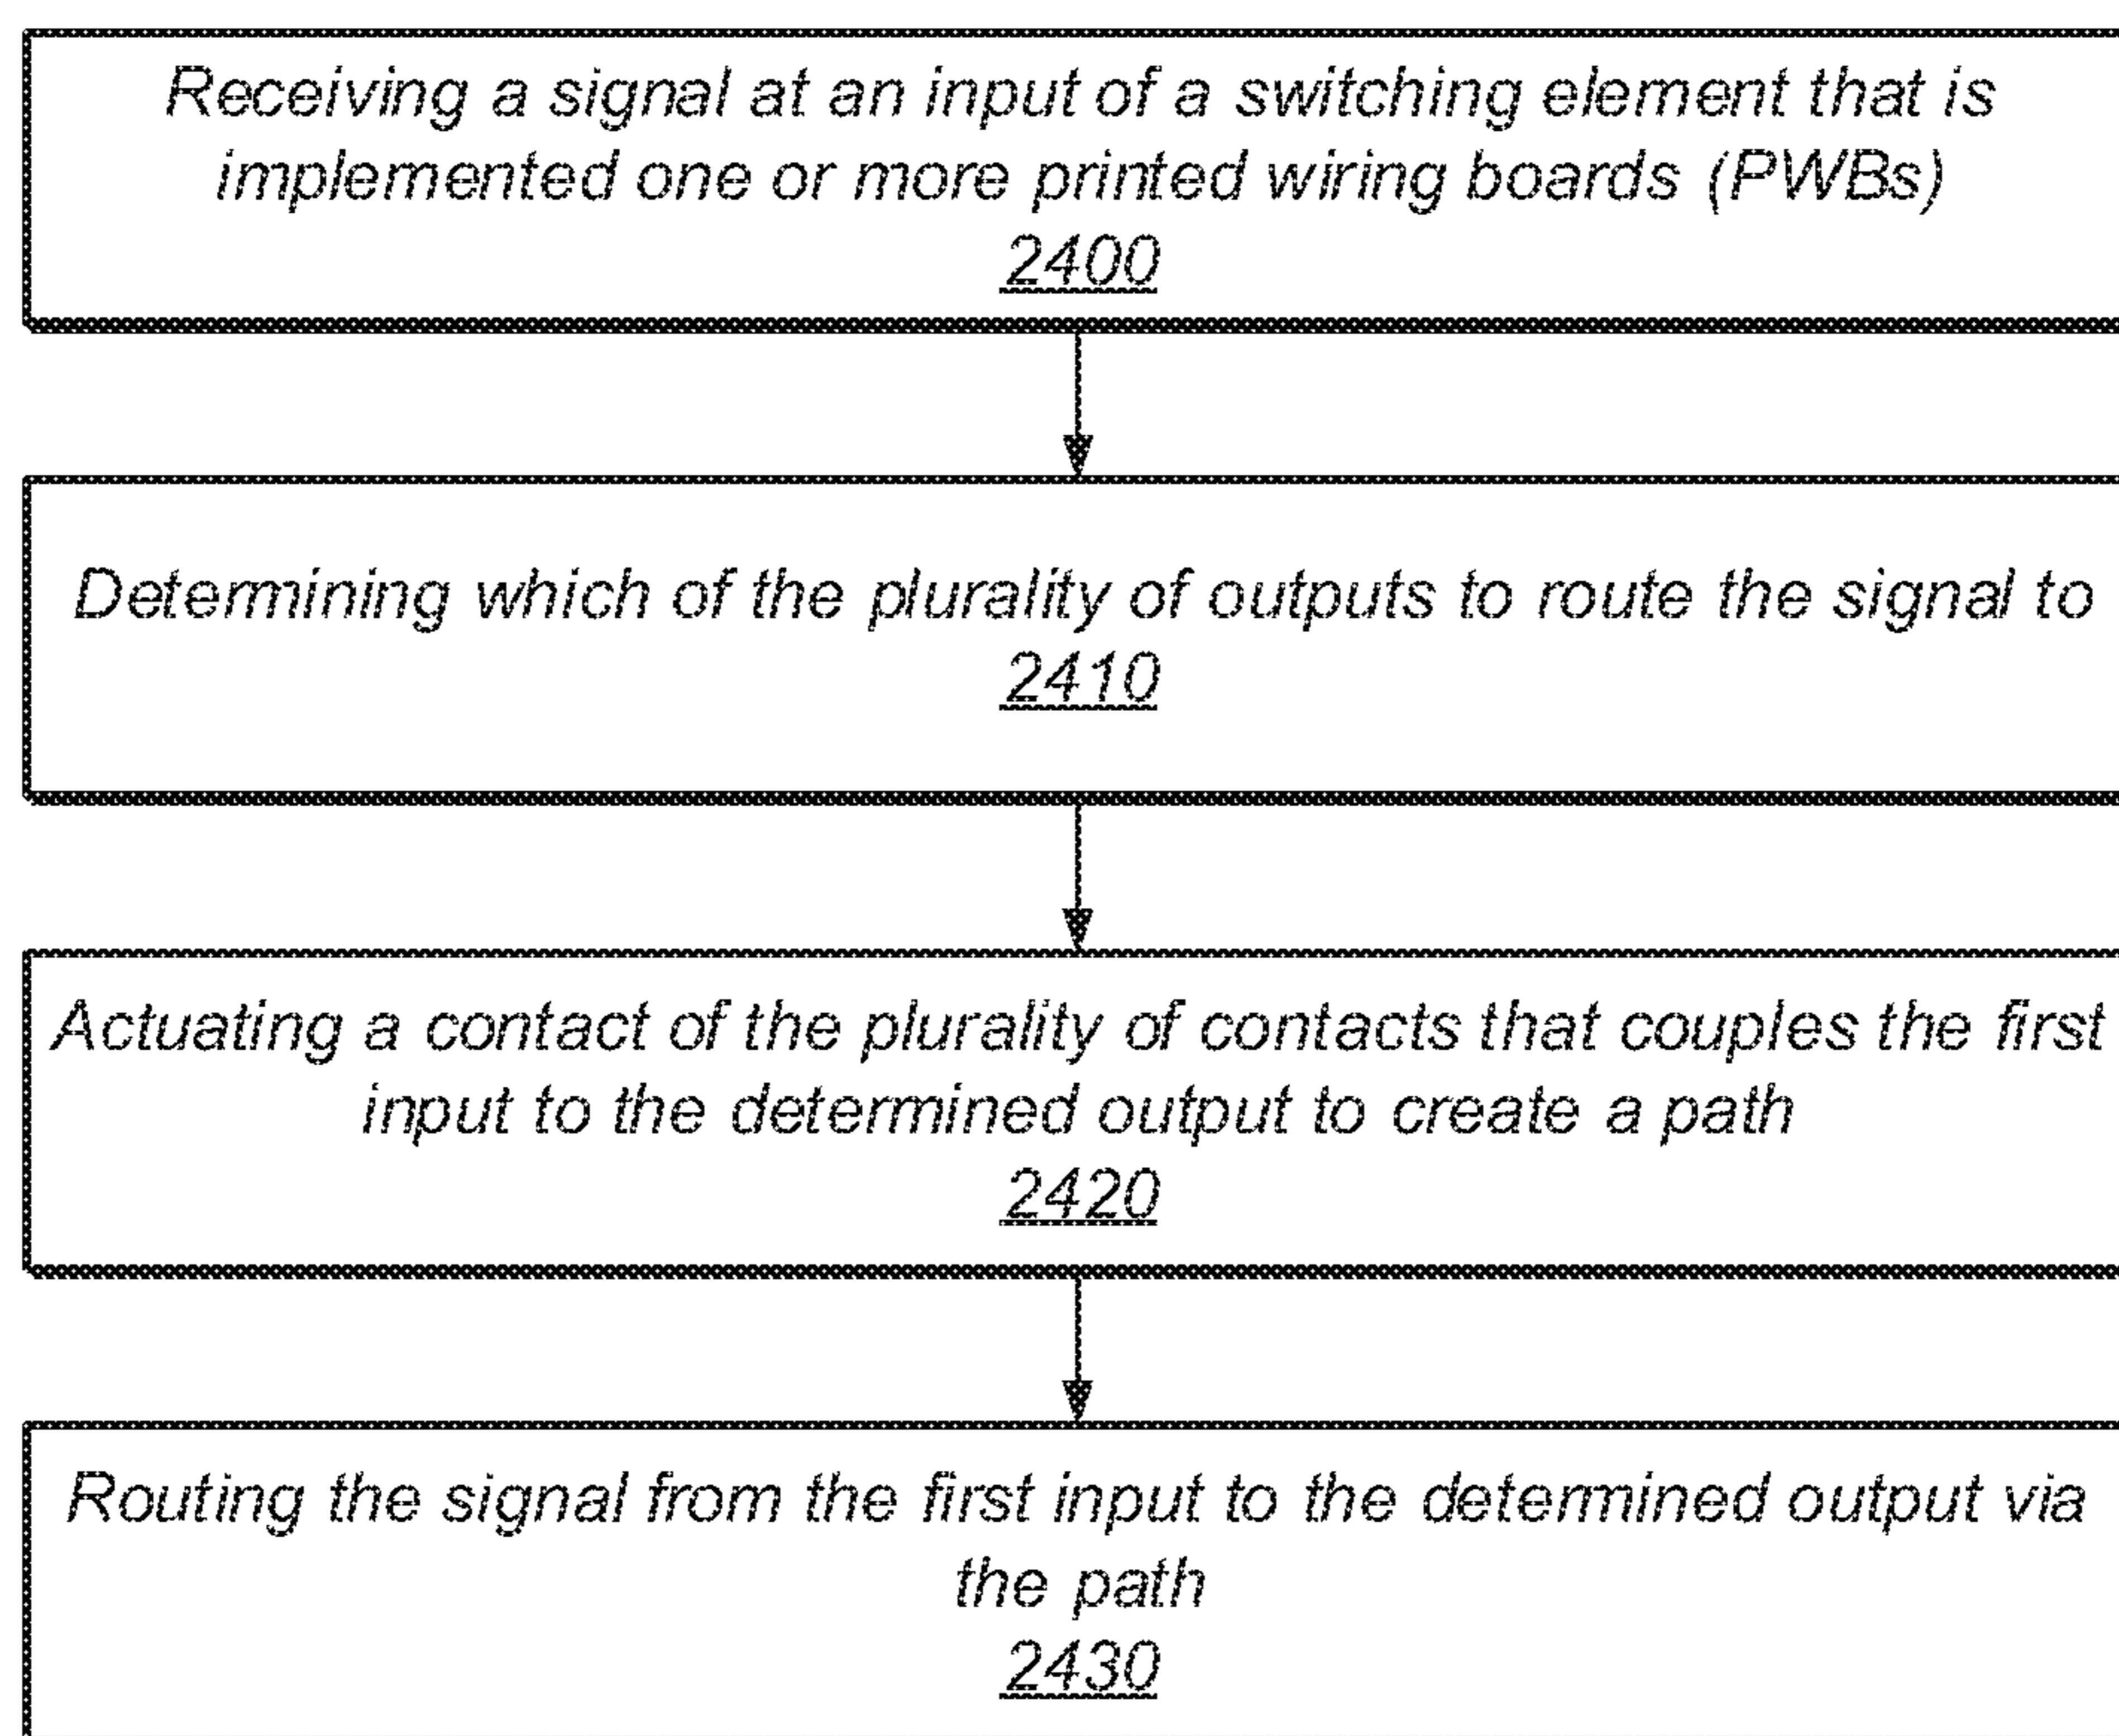 Receiving a signal at an input of a switching element that is
implemented one or more printed wiring boards (PWBs)
2400
Determining which of the plurality of outputs to route the signal to
2410
Actuating a contact of the plurality of contacts that couples the first
input to the determined output to create a path
2420
Routing the signal from the first input to the determined output via
the path
2430